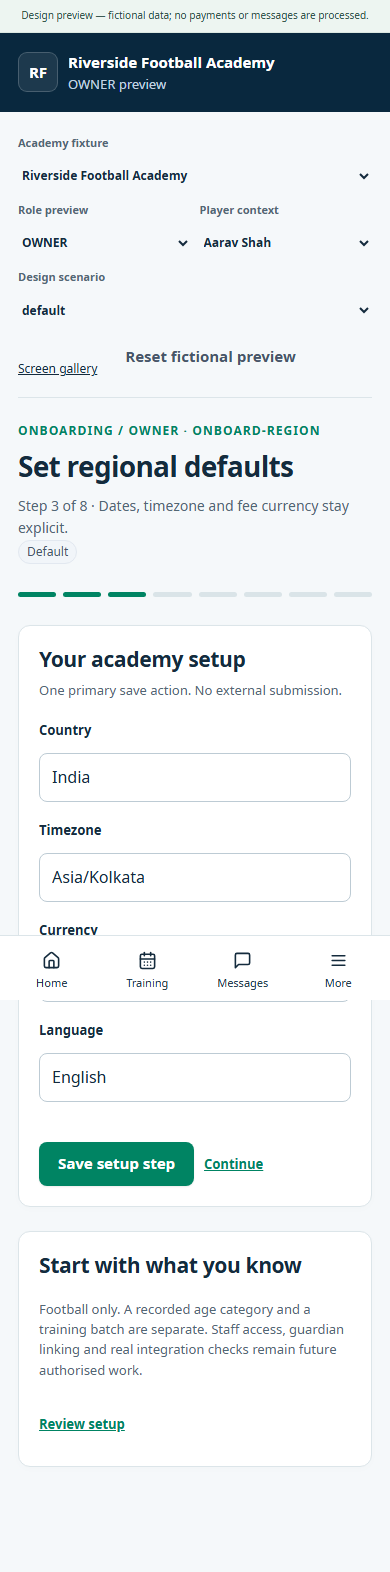 Design preview — fictional data; no payments or messages are processed.
RF
Riverside Football Academy
OWNER preview
Academy fixture
Riverside Football Academy
Role preview
Player context
OWNER
Aarav Shah
Design scenario
default
Screen gallery
Reset fictional preview
ONBOARDING / OWNER · ONBOARD-REGION
Set regional defaults
Step 3 of 8 · Dates, timezone and fee currency stay
explicit.
Default
Your academy setup
One primary save action. No external submission.
Country
India
Timezone
Asia/Kolkata
Currency
Home
Training
Messages
More
Language
English
Save setup step
Continue
Start with what you know
Football only. A recorded age category and a
training batch are separate. Staff access, guardian
linking and real integration checks remain future
authorised work.
Review setup